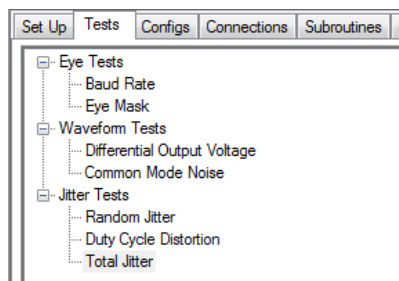 Set Up Tests Configs Connections Subroutines
Eye Tests
Baud Rate
Eye Mask
Waveform Tests
Differential Output Voltage
Common Mode Noise
Jitter Tests
Random Jitter
Duty Cycle Distortion
Total Jitter